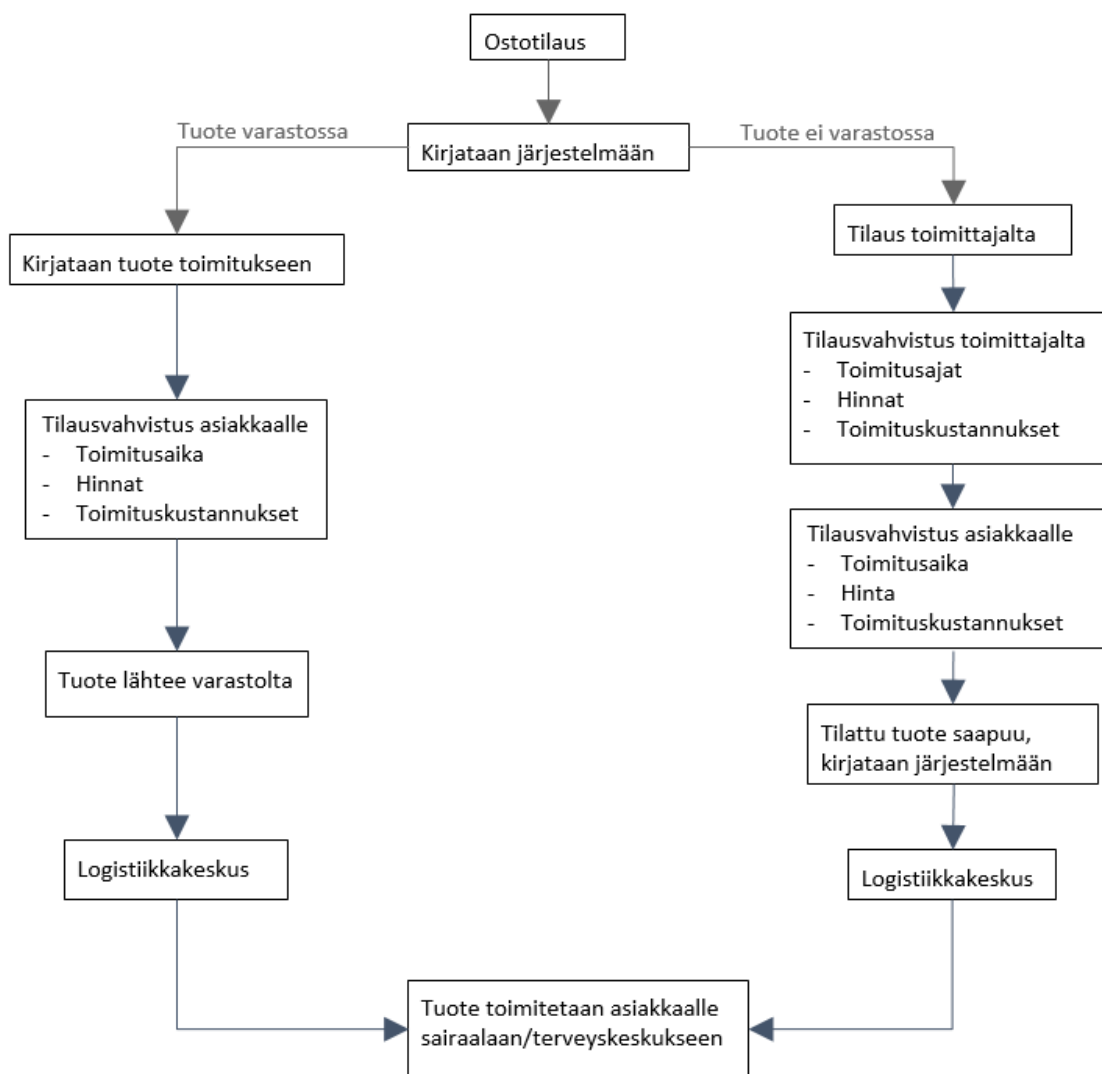 Ostotilaus
Tuote varastossa
Tuote ei varastossa
Kirjataan järjestelmään
Kirjataan tuote toimitukseen
Tilausvahvistus asiakkaalle
- Toimitusaika
- Hinnat
- Toimituskustannukset
Tuote lähtee varastolta
Logistiikkakeskus
Tilaus toimittajalta
Tilausvahvistus toimittajalta
- Toimitusajat
- Hinnat
- Toimituskustannukset
Tilausvahvistus asiakkaalle
- Toimitusaika
- Hinta
- Toimituskustannukset
Tilattu tuote saapuu,
kirjataan järjestelmään
Logistiikkakeskus
Tuote toimitetaan asiakkaalle
sairaalaan/terveyskeskukseen